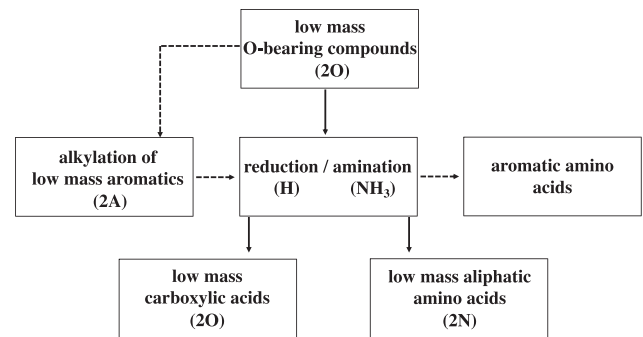 low mass
O-bearing compounds
(2O)
alkylation of
low mass aromatics
(2A)
reduction / amination
(H) (NH₃)
aromatic amino
acids
low mass
carboxylic acids
(2O)
low mass aliphatic
amino acids
(2N)